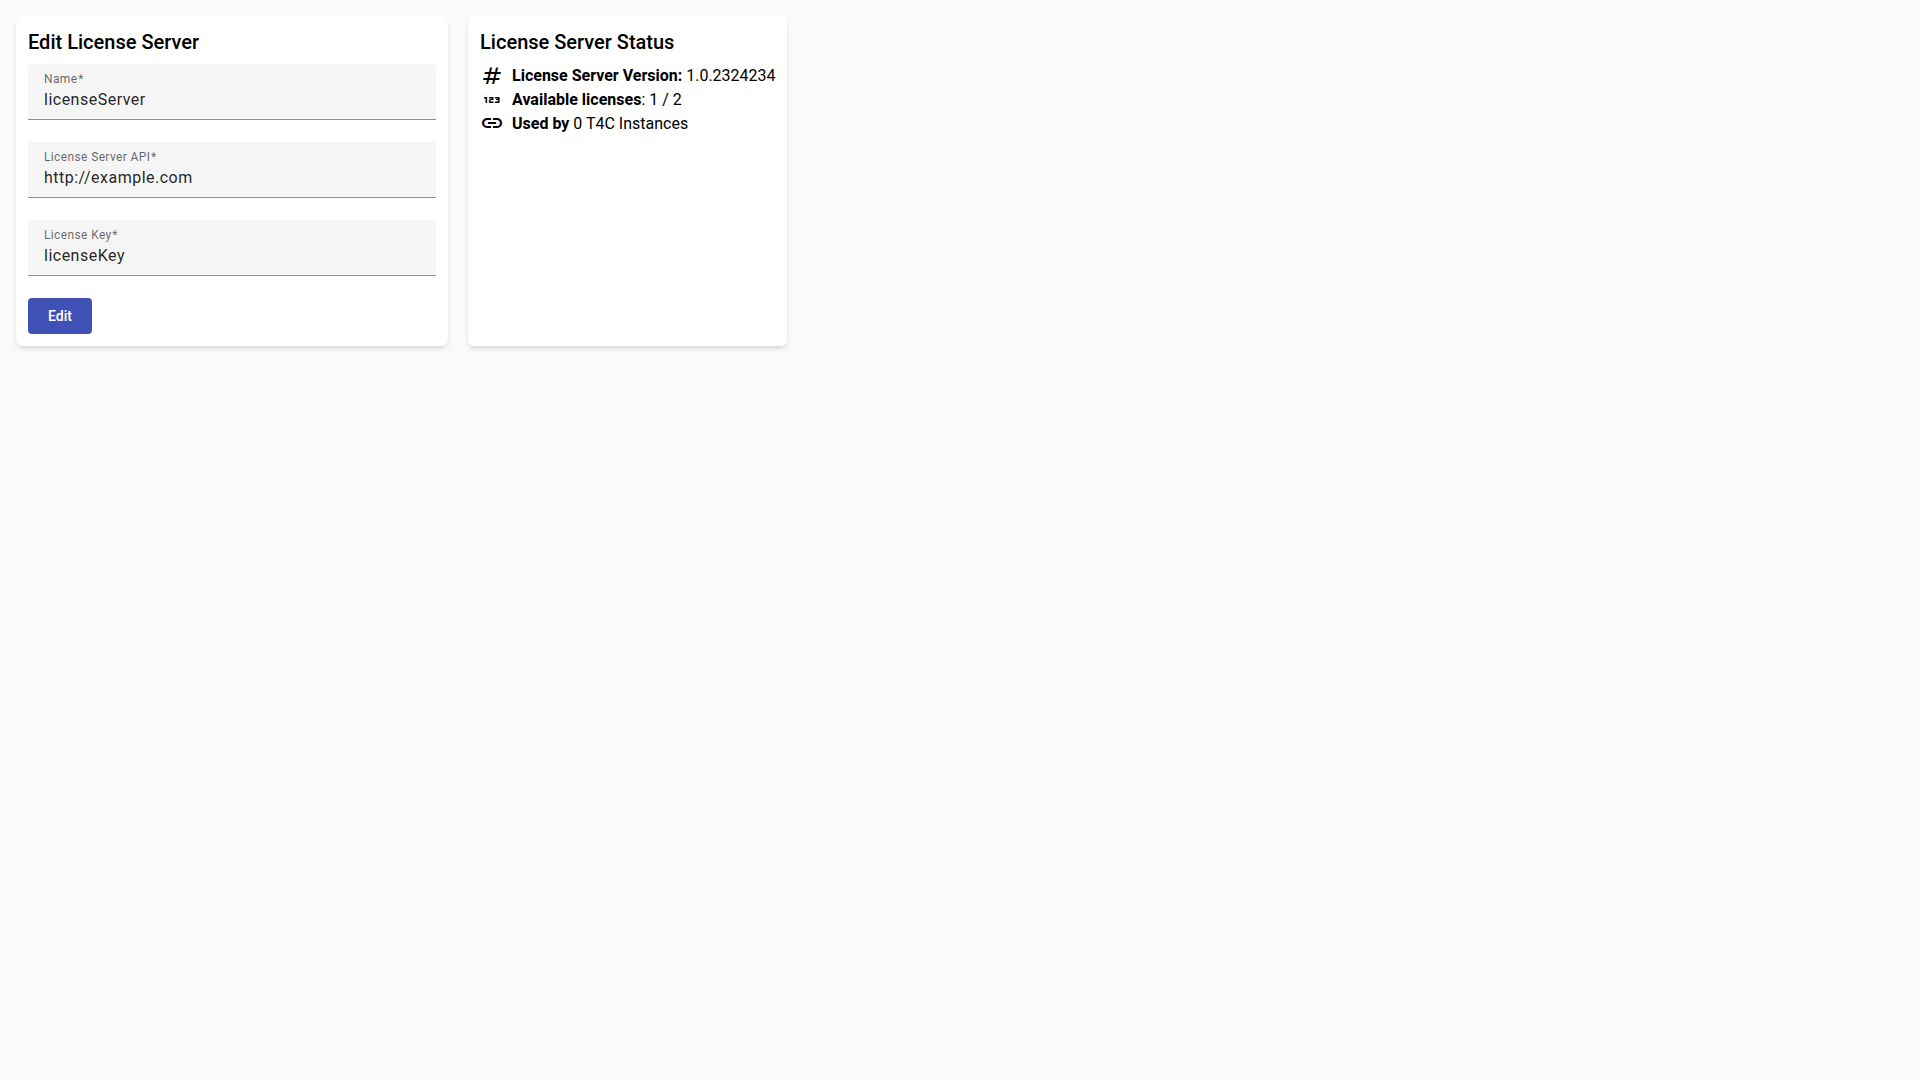 Edit License Server
Name*
licenseServer
License Server API*
http://example.com
License Key*
licenseKey
Edit
License Server Status
License Server Version: 1.0.2324234
123 Available licenses: 1 / 2
Used by 0 T4C Instances